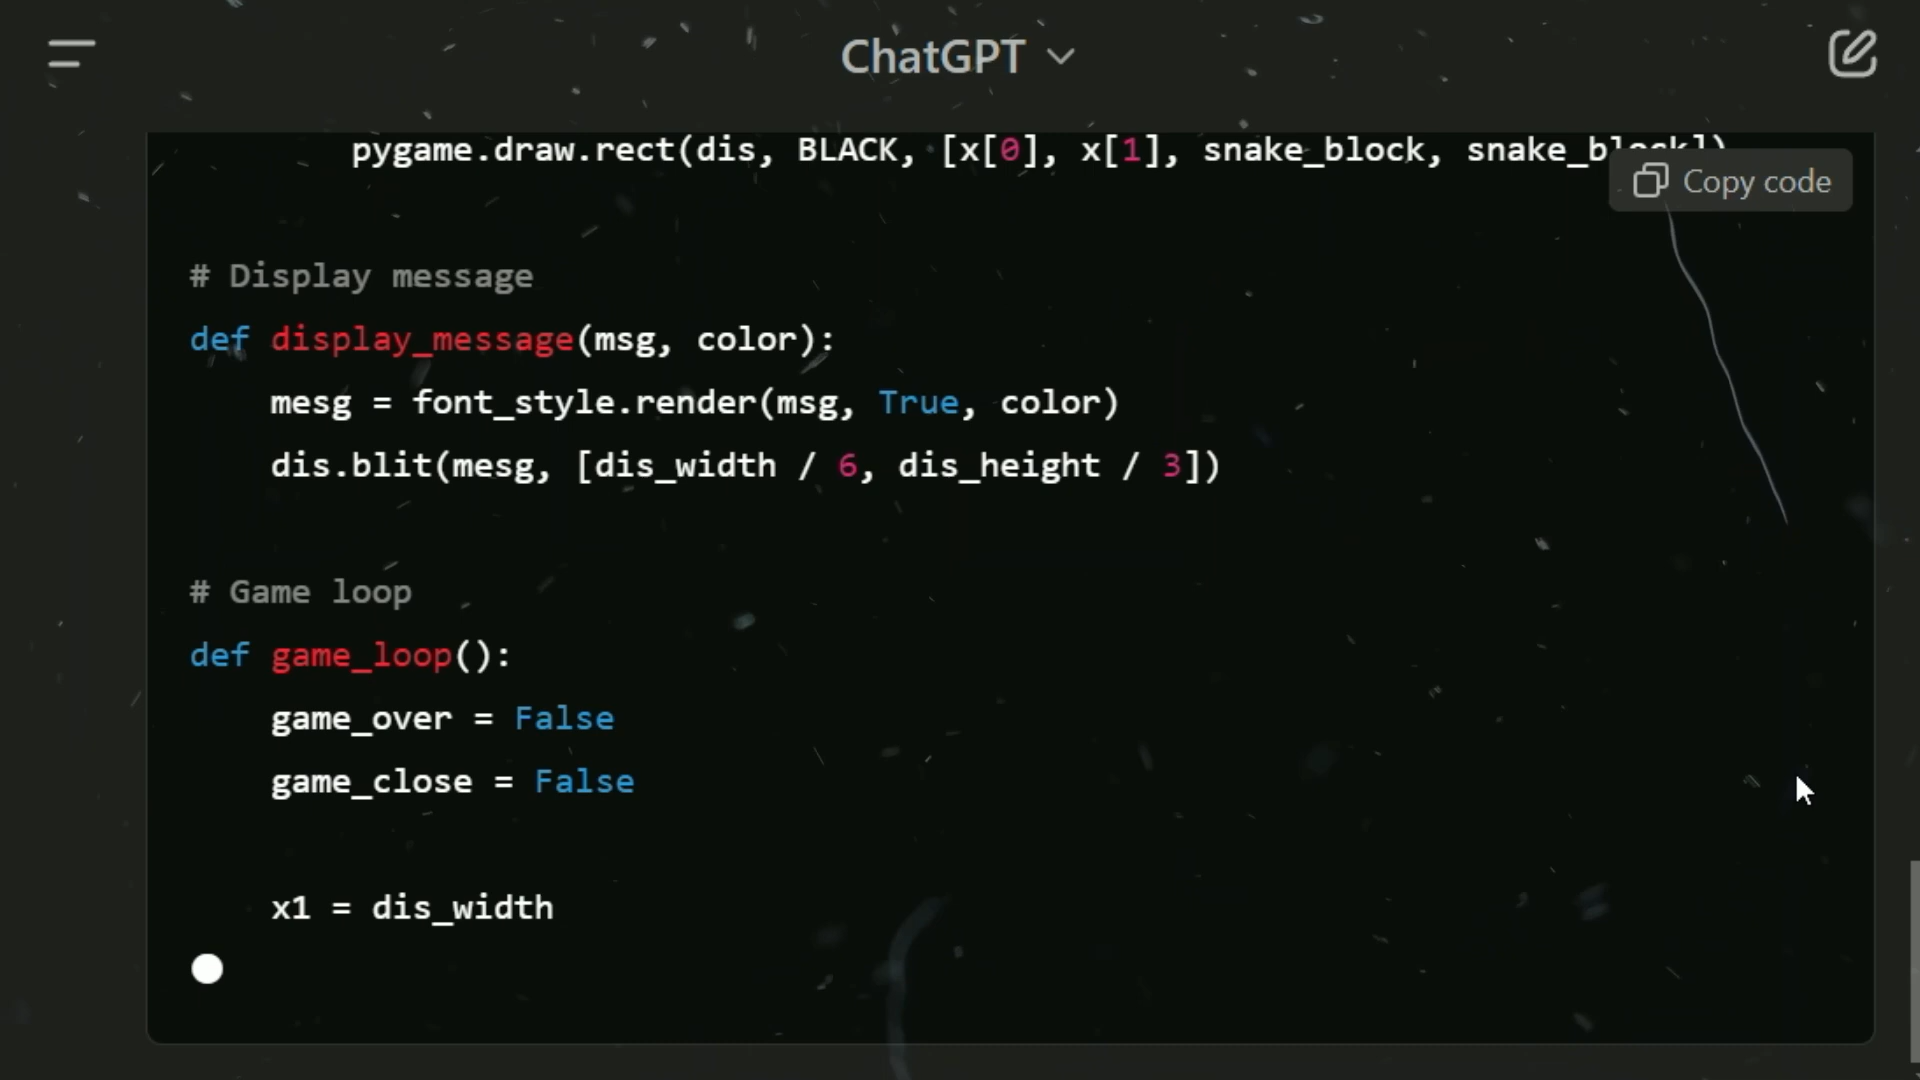 ChatGPT
pygame.draw.rect(dis, BLACK, [x[0], x[1], snake_block, snake_block])
Copy code
# Display message
def display_message(msg, color):
    mesg = font_style.render(msg, True, color)
    dis.blit(mesg, [dis_width / 6, dis_height / 3])
# Game loop
def game_loop():
    game_over = False
    game_close = False
    x1 = dis_width